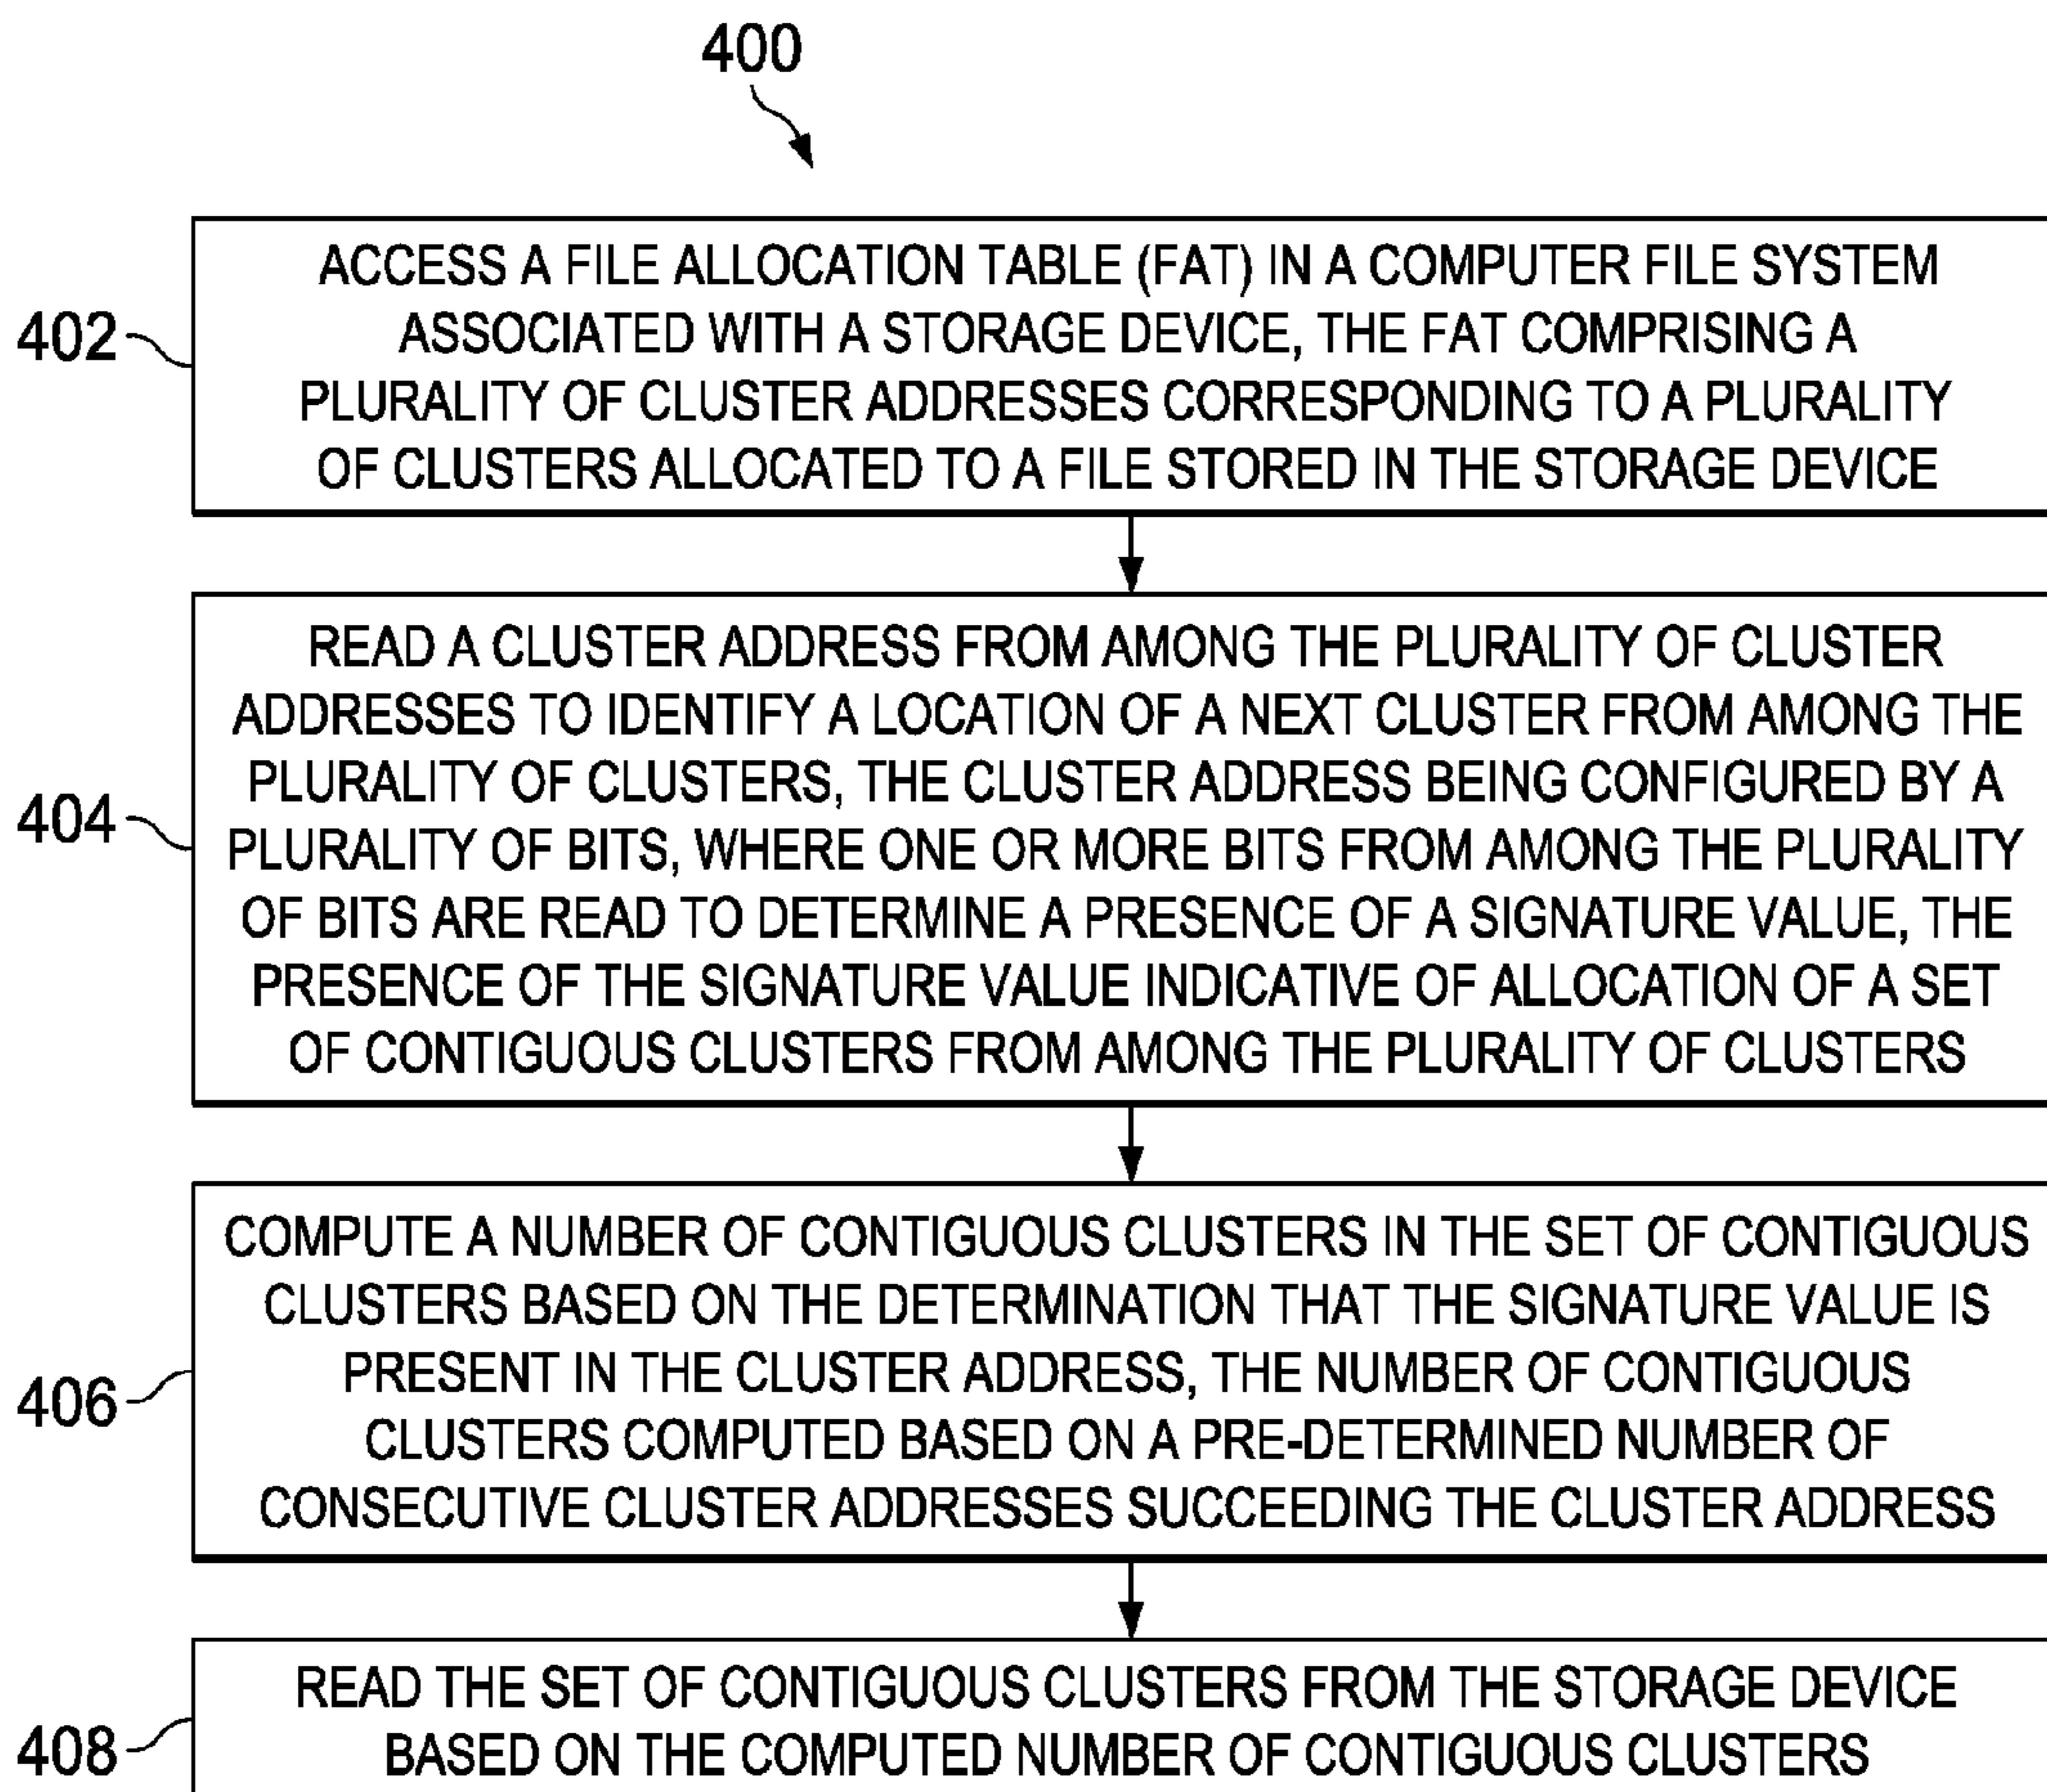 400
402
ACCESS A FILE ALLOCATION TABLE (FAT) IN A COMPUTER FILE SYSTEM
ASSOCIATED WITH A STORAGE DEVICE, THE FAT COMPRISING A
PLURALITY OF CLUSTER ADDRESSES CORRESPONDING TO A PLURALITY
OF CLUSTERS ALLOCATED TO A FILE STORED IN THE STORAGE DEVICE
404
READ A CLUSTER ADDRESS FROM AMONG THE PLURALITY OF CLUSTER
ADDRESSES TO IDENTIFY A LOCATION OF A NEXT CLUSTER FROM AMONG THE
PLURALITY OF CLUSTERS, THE CLUSTER ADDRESS BEING CONFIGURED BY A
PLURALITY OF BITS, WHERE ONE OR MORE BITS FROM AMONG THE PLURALITY
OF BITS ARE READ TO DETERMINE A PRESENCE OF A SIGNATURE VALUE, THE
PRESENCE OF THE SIGNATURE VALUE INDICATIVE OF ALLOCATION OF A SET
OF CONTIGUOUS CLUSTERS FROM AMONG THE PLURALITY OF CLUSTERS
406
COMPUTE A NUMBER OF CONTIGUOUS CLUSTERS IN THE SET OF CONTIGUOUS
CLUSTERS BASED ON THE DETERMINATION THAT THE SIGNATURE VALUE IS
PRESENT IN THE CLUSTER ADDRESS, THE NUMBER OF CONTIGUOUS
CLUSTERS COMPUTED BASED ON A PRE-DETERMINED NUMBER OF
CONSECUTIVE CLUSTER ADDRESSES SUCCEEDING THE CLUSTER ADDRESS
408
READ THE SET OF CONTIGUOUS CLUSTERS FROM THE STORAGE DEVICE
BASED ON THE COMPUTED NUMBER OF CONTIGUOUS CLUSTERS